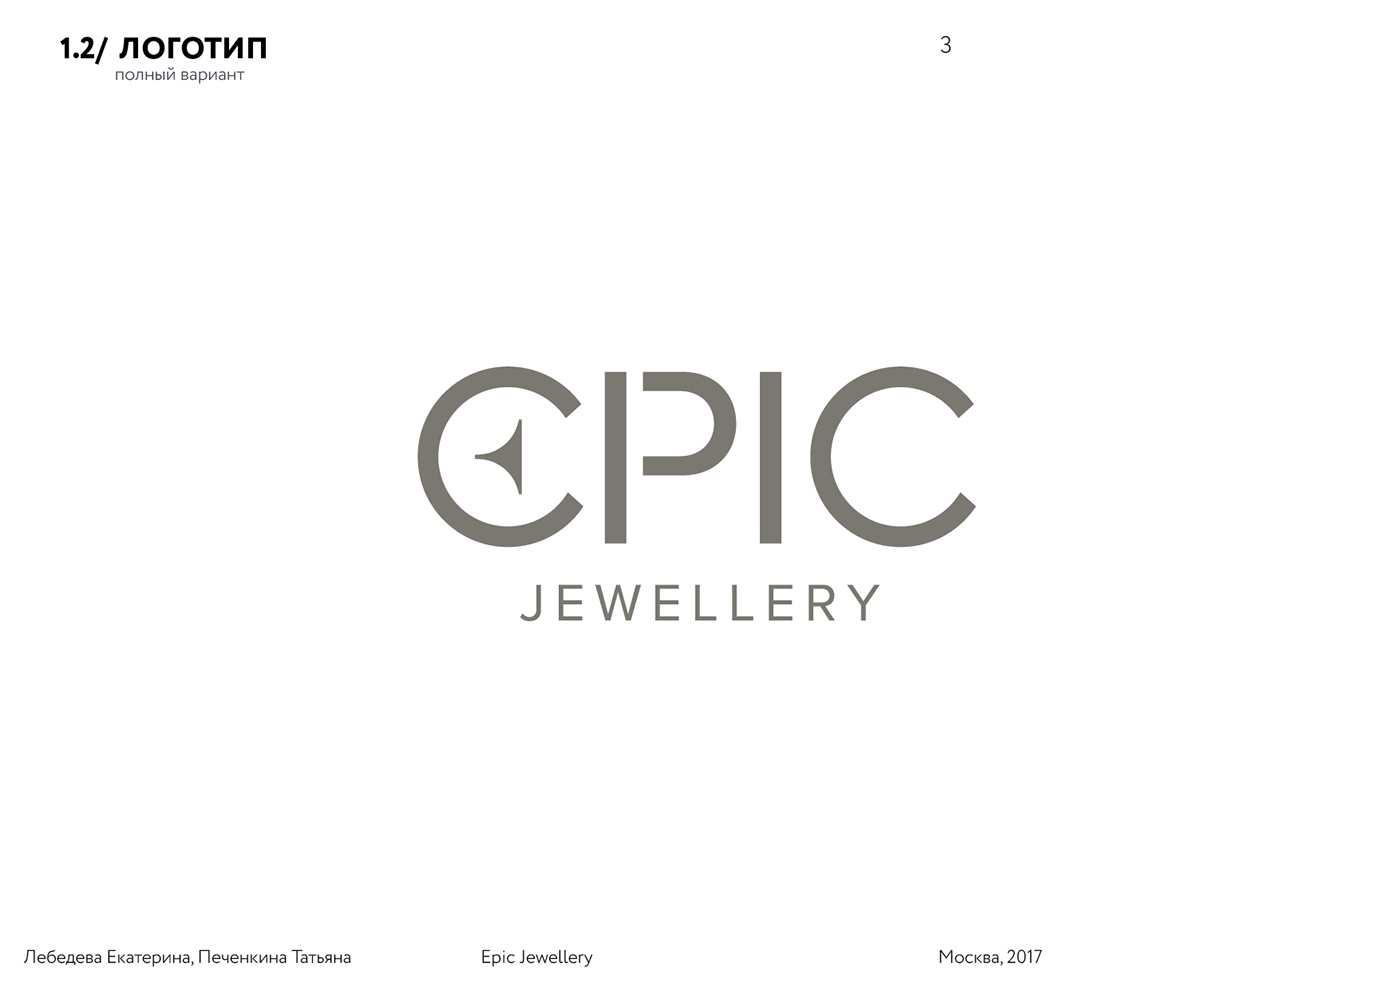 1.2/ ЛОГОТИП
полный вариант
3
EPIC
JEWELLERY
Лебедева Екатерина, Печенкина Татьяна
Epic Jewellery
Москва, 2017